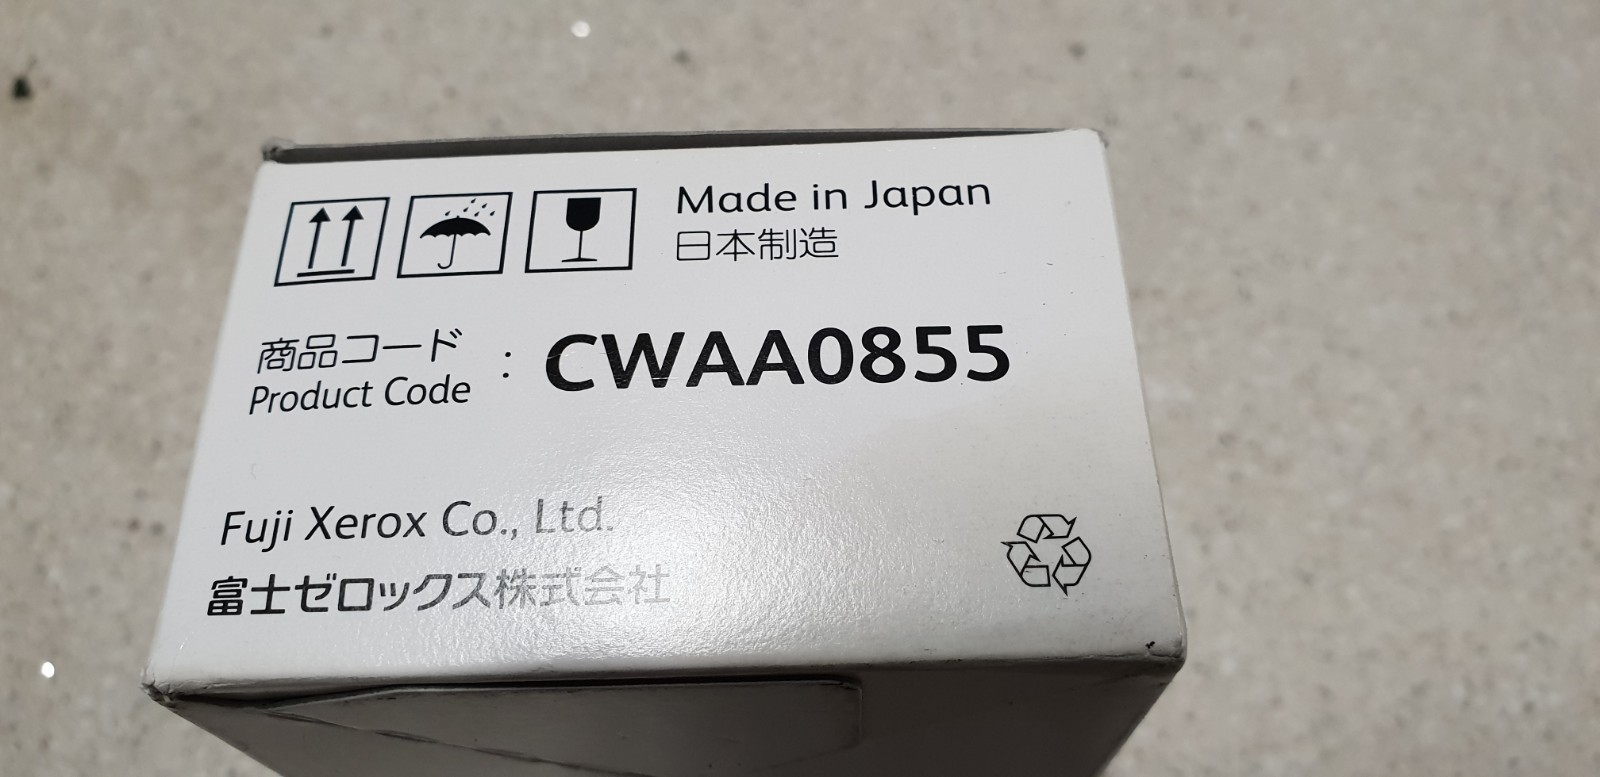 Made in Japan
日本制造
商品コード
Product Code
: CWAA0855
Fuji Xerox Co., Ltd.
富士ゼロックス株式会社